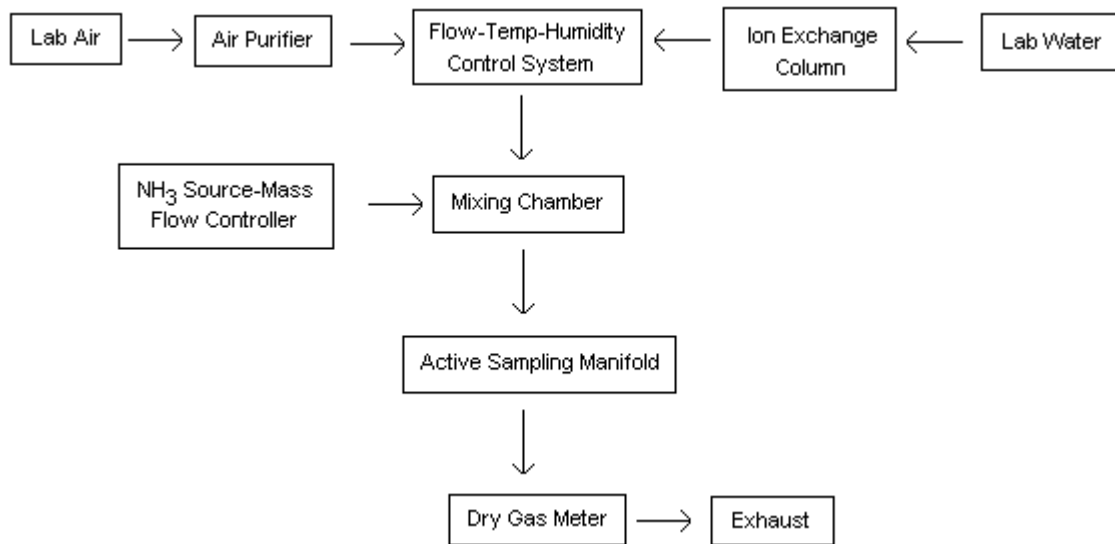 Lab Air
Air Purifier
Flow-Temp-Humidity
Control System
Ion Exchange
Column
Lab Water
NH3 Source-Mass
Flow Controller
Mixing Chamber
Active Sampling Manifold
Dry Gas Meter
Exhaust